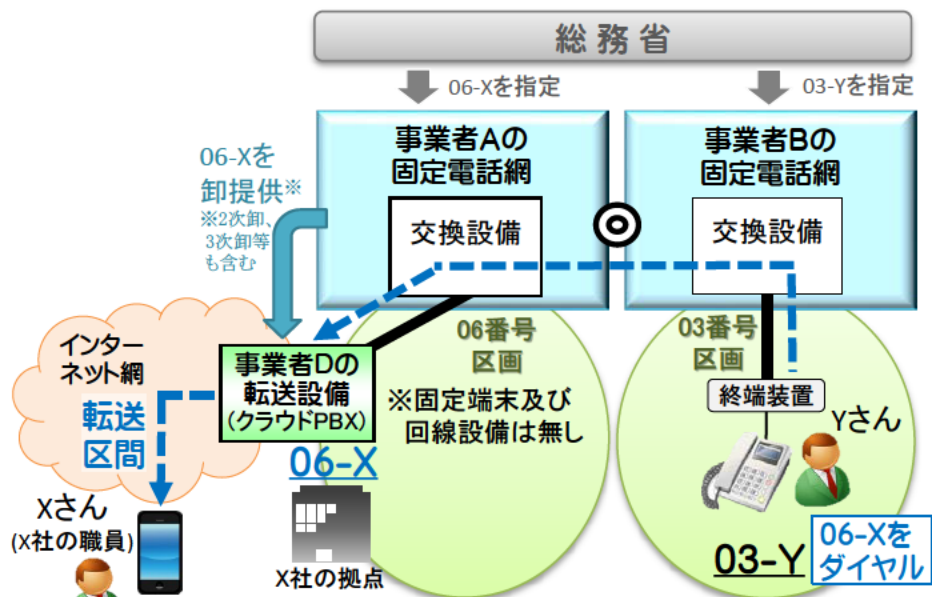 総務省
06-Xを指定
03-Yを指定
事業者Aの
固定電話網
事業者Bの
固定電話網
06-Xを
卸提供※
※2次卸、
3次卸等
も含む
交換設備
交換設備
インター
ネット網
事業者Dの
転送設備
(クラウドPBX)
06番号
区画
03番号
区画
※固定端末及び
回線設備は無し
終端装置
転送
区間
06-X
Yさん
Xさん
(X社の職員)
X社の拠点
03-Y
06-Xを
ダイヤル